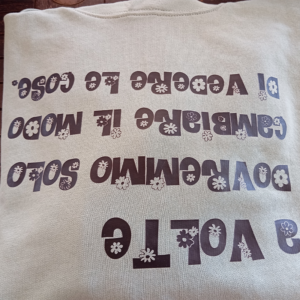 a VOLTE
DOVREMMO SOLO
CAMBIARE IL MODO
DI VEDERE LE COSE.